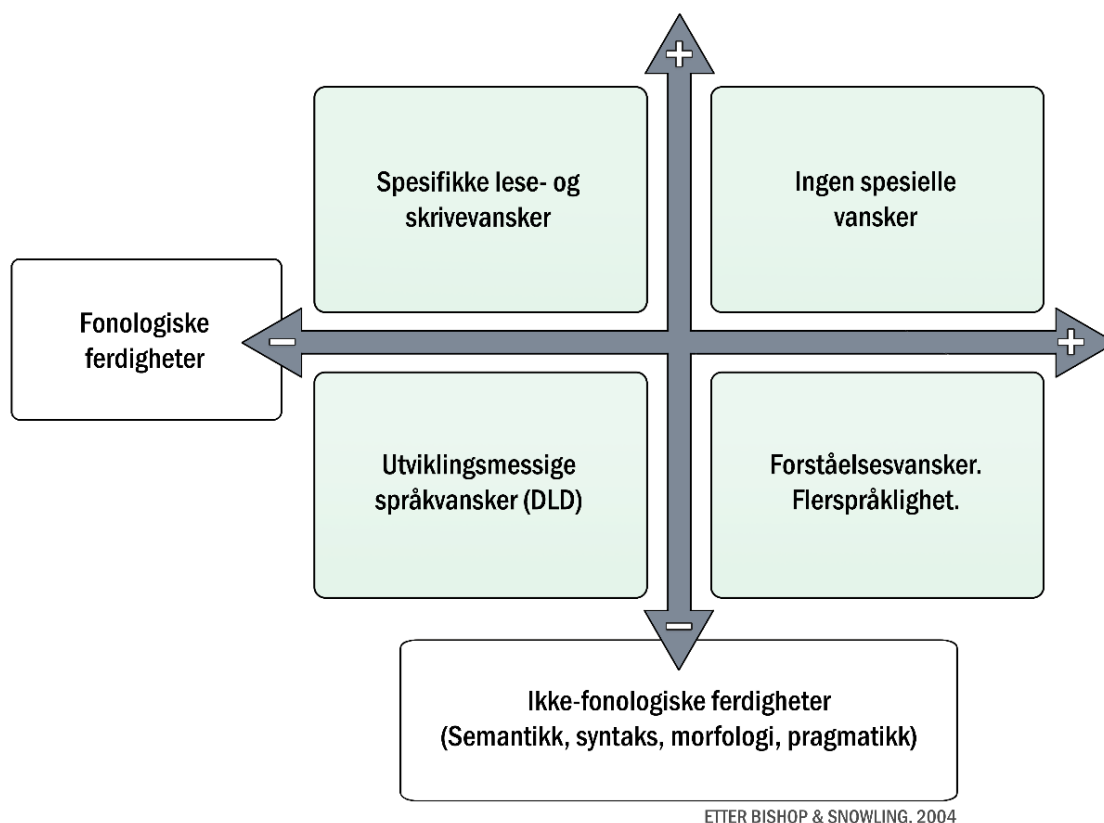 +
Spesifikke lese- og
skrivevansker
Ingen spesielle
vansker
Fonologiske
ferdigheter
−
+
Utviklingsmessige
språkvansker (DLD)
Forståelsesvansker.
Flerspråklighet.
−
Ikke-fonologiske ferdigheter
(Semantikk, syntaks, morfologi, pragmatikk)
ETTER BISHOP & SNOWLING, 2004